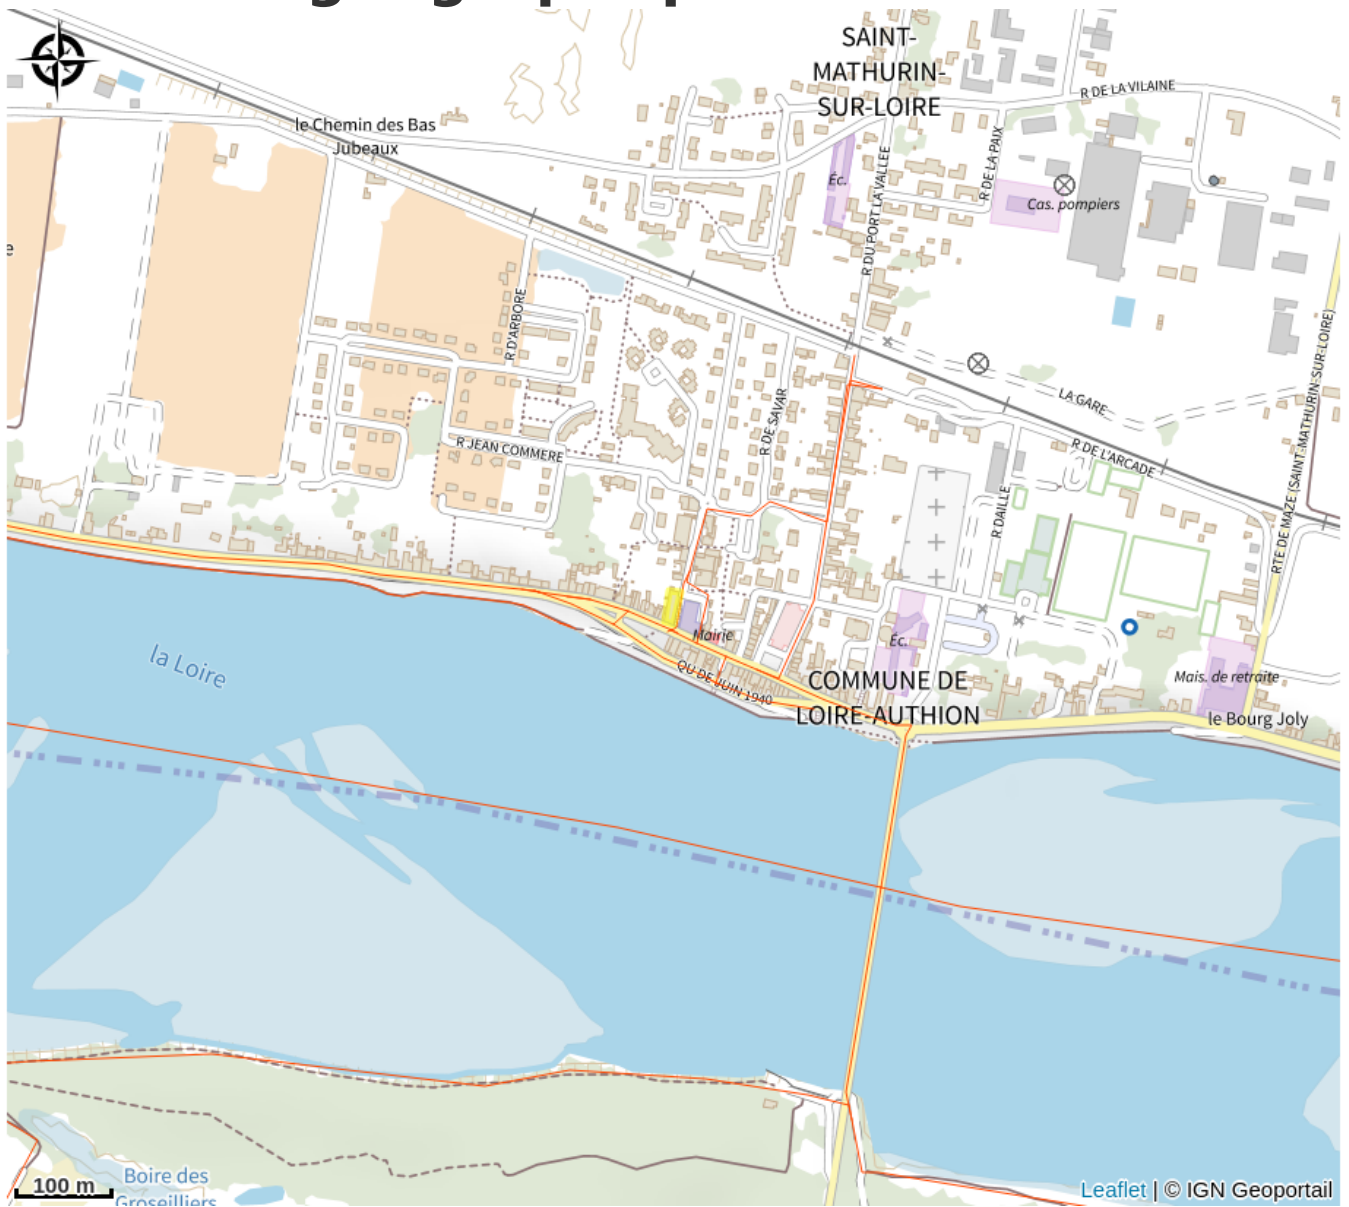 SAINT-
MATHURIN-
SUR-LOIRE
R DE LA VILAINE
le Chemin des Bas
Jubeaux
R DE LA PAIX
Éc.
R DU PORT LA VALLEE
Cas. pompiers
e
R D'ARBORE
LA GARE
R DE SAVAR
R JEAN COMMERE
R DE L'ARCADE
R DAILLE
RTE DE MAZE (SAINT-MATHURIN-SUR-LOIRE)
Mairie
Éc.
la Loire
QU DE JUIN 1940
COMMUNE DE
LOIRE-AUTHION
Mais. de retraite
le Bourg Joly
Boire des
Groseilliers
100 m
Leaflet | © IGN Geoportail